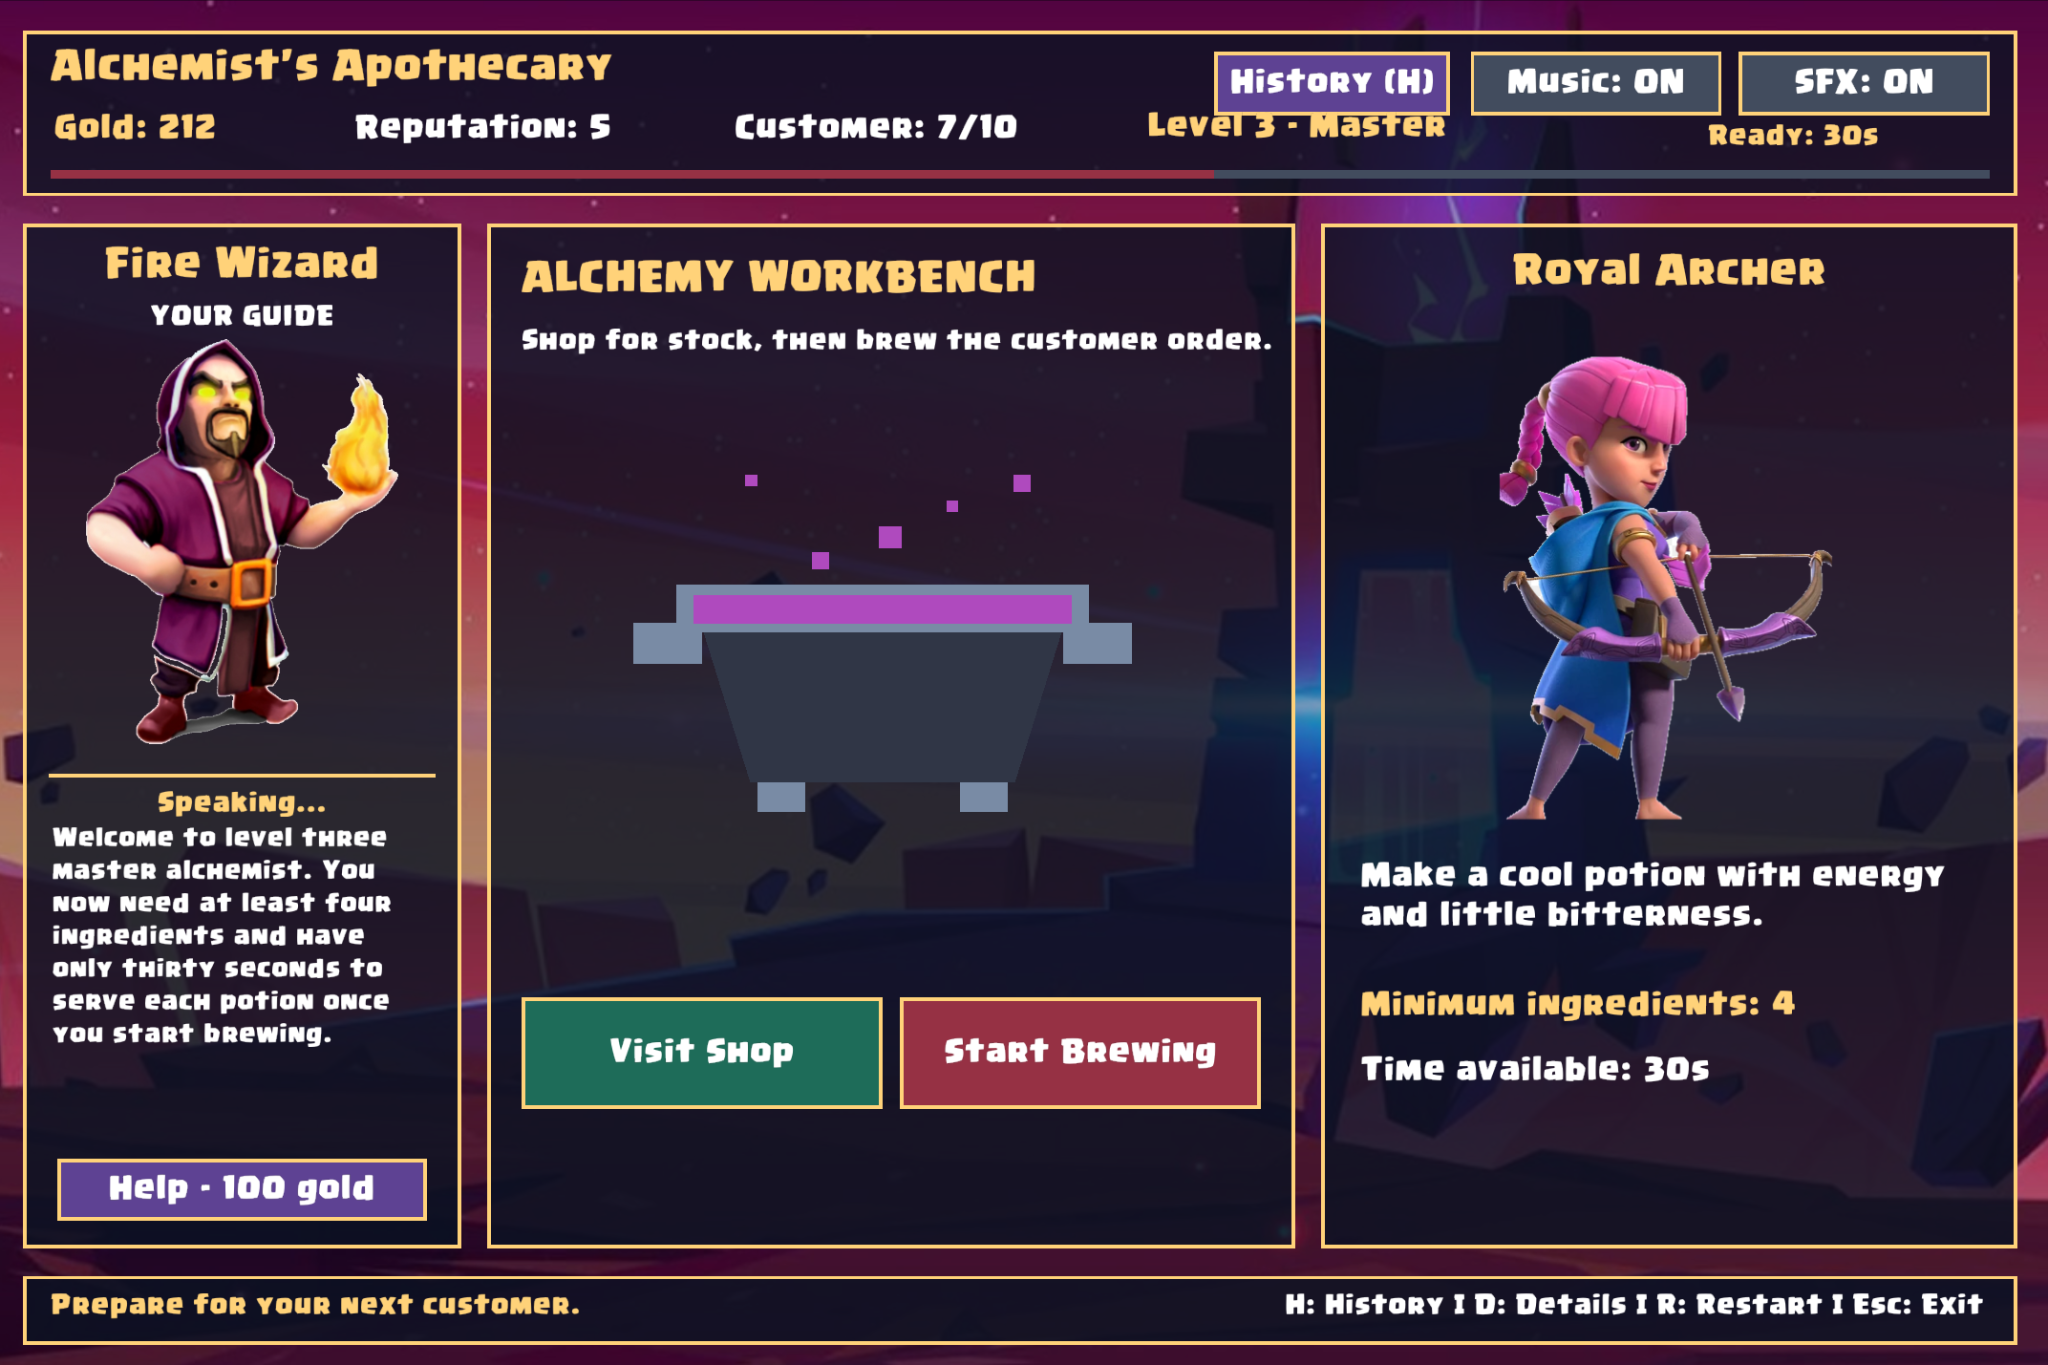 Alchemist's Apothecary
History (H)
Music: ON
SFX: ON
Gold: 212
Reputation: 5
Customer: 7/10
Level 3 - Master
Ready: 30s
Fire Wizard
YOUR GUIDE
Speaking...
Welcome to level three
master alchemist. You
now need at least four
ingredients and have
only thirty seconds to
serve each potion once
you start brewing.
Help - 100 gold
ALCHEMY WORKBENCH
Shop for stock, then brew the customer order.
Visit Shop
Start Brewing
Royal Archer
Make a cool potion with energy
and little bitterness.
Minimum ingredients: 4
Time available: 30s
Prepare for your next customer.
H: History | D: Details | R: Restart | Esc: Exit